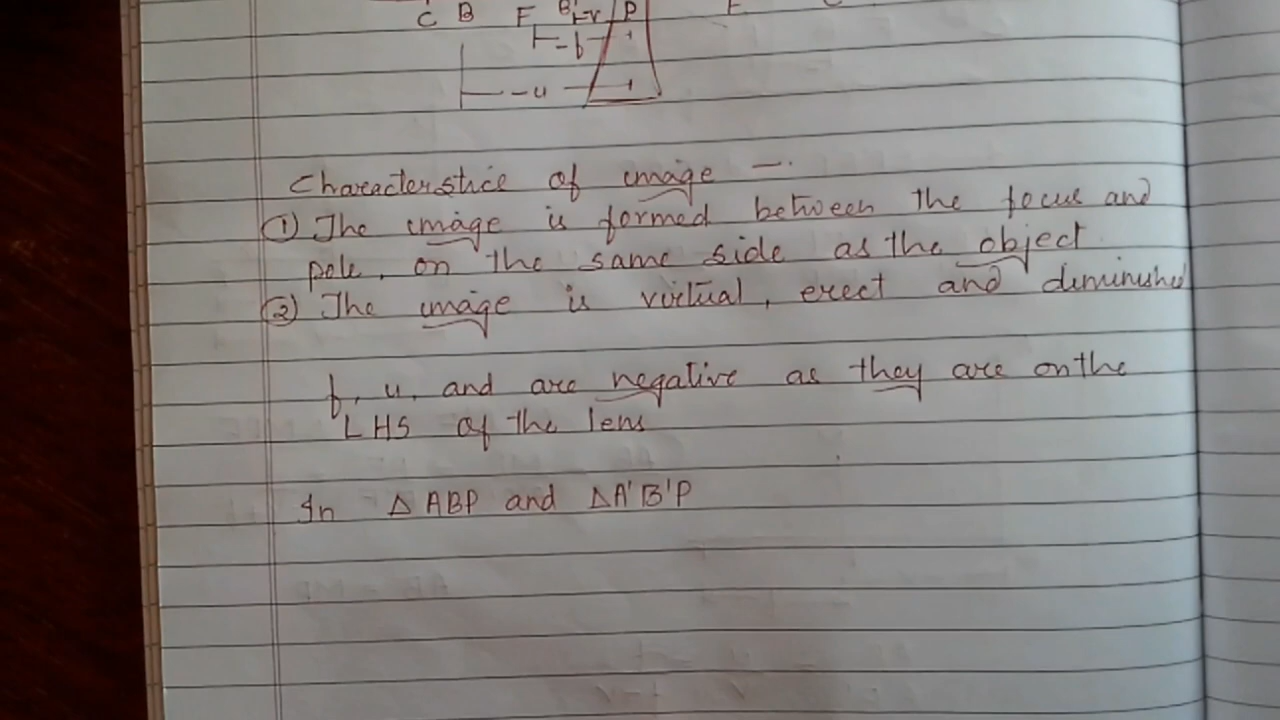 C B F B' -v P
-f
-u
Characterstice of image -.
① The image is formed between the focus and
pole, on the same side as the object
② The image is virtual, erect and diminished
f, u, and are negative as they are on the
LHS of the lens
In △ ABP and △A'B'P